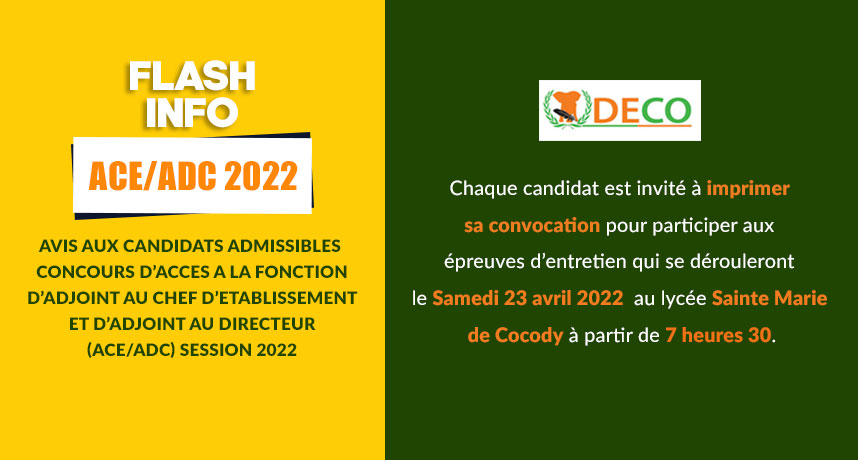 FLASH
INFO
ACE/ADC 2022
AVIS AUX CANDIDATS ADMISSIBLES
CONCOURS D'ACCES A LA FONCTION
D'ADJOINT AU CHEF D'ETABLISSEMENT
ET D'ADJOINT AU DIRECTEUR
(ACE/ADC) SESSION 2022
DECO
Chaque candidat est invité à imprimer
sa convocation pour participer aux
épreuves d'entretien qui se dérouleront
le Samedi 23 avril 2022 au lycée Sainte Marie
de Cocody à partir de 7 heures 30.